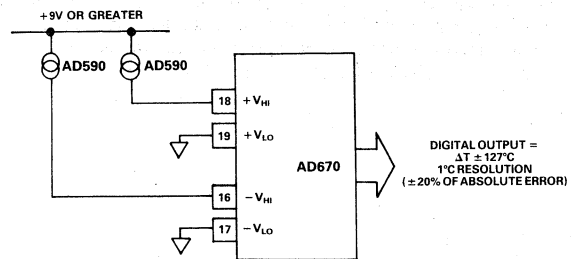 +9V OR GREATER
AD590
AD590
18 +VHI
19 +VLO
AD670
16 −VHI
17 −VLO
DIGITAL OUTPUT =
ΔT ±127°C
1°C RESOLUTION
(±20% OF ABSOLUTE ERROR)